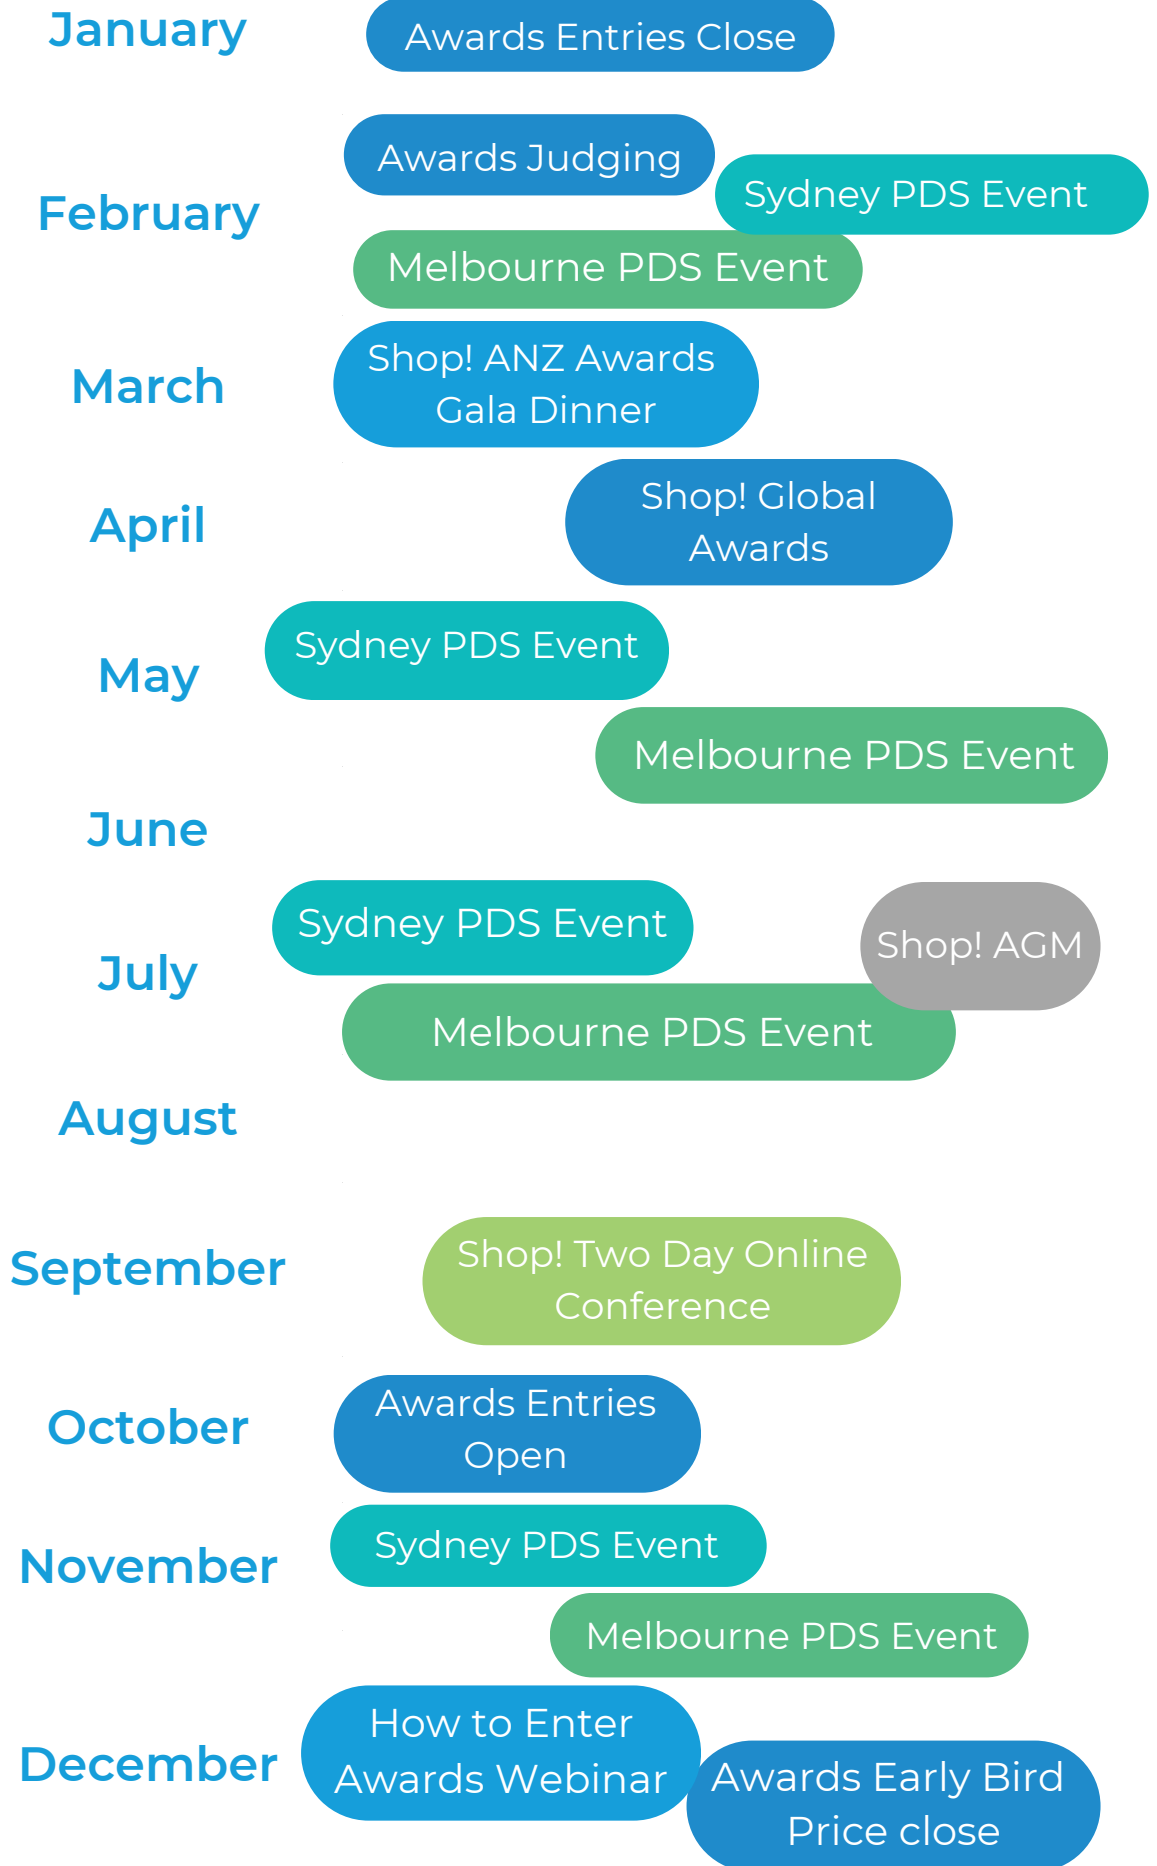 January
Awards Entries Close
February
Awards Judging
Sydney PDS Event
Melbourne PDS Event
March
Shop! ANZ Awards
Gala Dinner
April
Shop! Global
Awards
May
Sydney PDS Event
Melbourne PDS Event
June
July
Sydney PDS Event
Shop! AGM
Melbourne PDS Event
August
September
Shop! Two Day Online
Conference
October
Awards Entries
Open
November
Sydney PDS Event
Melbourne PDS Event
December
How to Enter
Awards Webinar
Awards Early Bird
Price close